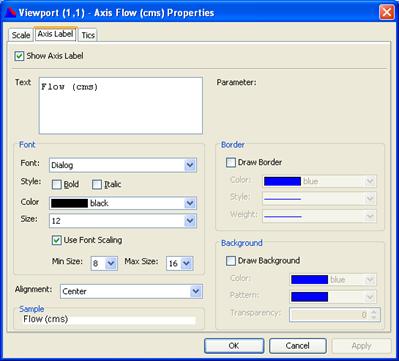 Viewport (1,1) - Axis Flow (cms) Properties
Scale Axis Label Tics
Show Axis Label
Text Flow (cms) Parameter:
Font
Font: Dialog
Style: Bold Italic
Color black
Size: 12
Use Font Scaling
Min Size: 8 Max Size: 16
Alignment: Center
Sample
Flow (cms)
Border
Draw Border
Color: blue
Style:
Weight:
Background
Draw Background
Color: blue
Pattern:
Transparency: 0
OK Cancel Apply